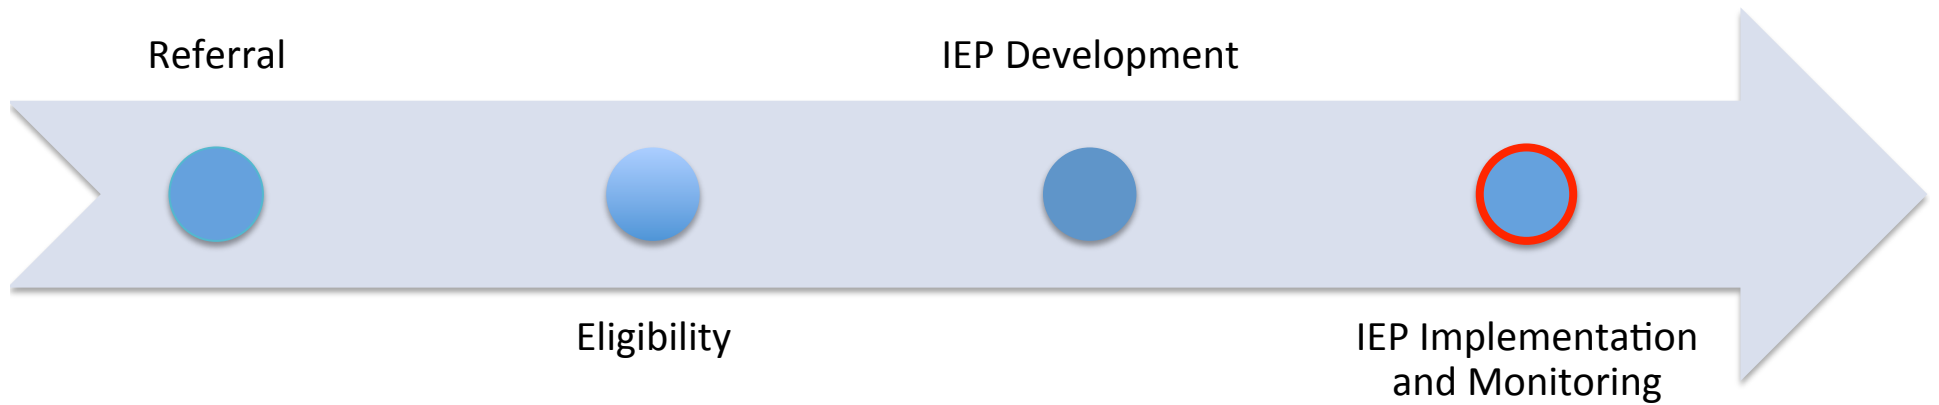 Referral
IEP Development
Eligibility
IEP Implementation
and Monitoring